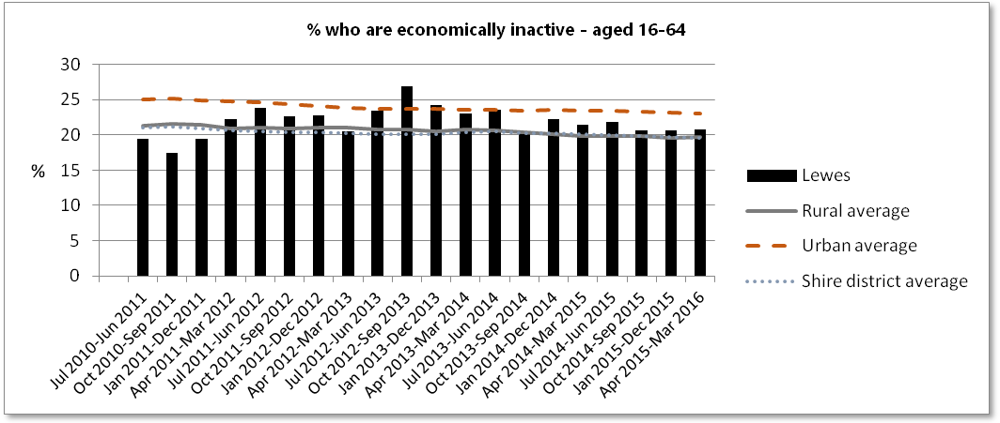 % who are economically inactive - aged 16-64
30
25
20
15
10
5
0
%
Jul 2010-Jun 2011
Oct 2010-Sep 2011
Jan 2011-Dec 2011
Apr 2011-Mar 2012
Jul 2011-Jun 2012
Oct 2011-Sep 2012
Jan 2012-Dec 2012
Apr 2012-Mar 2013
Jul 2012-Jun 2013
Oct 2012-Sep 2013
Jan 2013-Dec 2013
Apr 2013-Mar 2014
Jul 2013-Jun 2014
Oct 2013-Sep 2014
Jan 2014-Dec 2014
Apr 2014-Mar 2015
Jul 2014-Jun 2015
Oct 2014-Sep 2015
Jan 2015-Dec 2015
Apr 2015-Mar 2016
Lewes
Rural average
Urban average
Shire district average